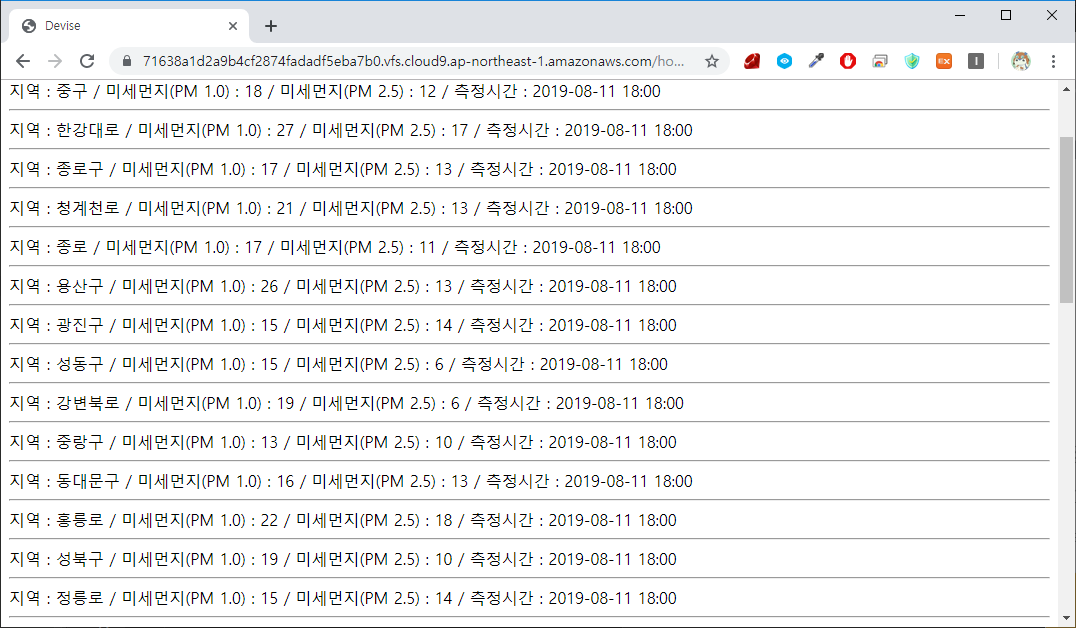 Devise
71638a1d2a9b4cf2874fadadf5eba7b0.vfs.cloud9.ap-northeast-1.amazonaws.com/ho...
EX
I
지역 : 중구 / 미세먼지(PM 1.0) : 18 / 미세먼지(PM 2.5) : 12 / 측정시간 : 2019-08-11 18:00
지역 : 한강대로 / 미세먼지(PM 1.0) : 27 / 미세먼지(PM 2.5) : 17 / 측정시간 : 2019-08-11 18:00
지역 : 종로구 / 미세먼지(PM 1.0) : 17 / 미세먼지(PM 2.5) : 13 / 측정시간 : 2019-08-11 18:00
지역 : 청계천로 / 미세먼지(PM 1.0) : 21 / 미세먼지(PM 2.5) : 13 / 측정시간 : 2019-08-11 18:00
지역 : 종로 / 미세먼지(PM 1.0) : 17 / 미세먼지(PM 2.5) : 11 / 측정시간 : 2019-08-11 18:00
지역 : 용산구 / 미세먼지(PM 1.0) : 26 / 미세먼지(PM 2.5) : 13 / 측정시간 : 2019-08-11 18:00
지역 : 광진구 / 미세먼지(PM 1.0) : 15 / 미세먼지(PM 2.5) : 14 / 측정시간 : 2019-08-11 18:00
지역 : 성동구 / 미세먼지(PM 1.0) : 15 / 미세먼지(PM 2.5) : 6 / 측정시간 : 2019-08-11 18:00
지역 : 강변북로 / 미세먼지(PM 1.0) : 19 / 미세먼지(PM 2.5) : 6 / 측정시간 : 2019-08-11 18:00
지역 : 중랑구 / 미세먼지(PM 1.0) : 13 / 미세먼지(PM 2.5) : 10 / 측정시간 : 2019-08-11 18:00
지역 : 동대문구 / 미세먼지(PM 1.0) : 16 / 미세먼지(PM 2.5) : 13 / 측정시간 : 2019-08-11 18:00
지역 : 홍릉로 / 미세먼지(PM 1.0) : 22 / 미세먼지(PM 2.5) : 18 / 측정시간 : 2019-08-11 18:00
지역 : 성북구 / 미세먼지(PM 1.0) : 19 / 미세먼지(PM 2.5) : 10 / 측정시간 : 2019-08-11 18:00
지역 : 정릉로 / 미세먼지(PM 1.0) : 15 / 미세먼지(PM 2.5) : 14 / 측정시간 : 2019-08-11 18:00